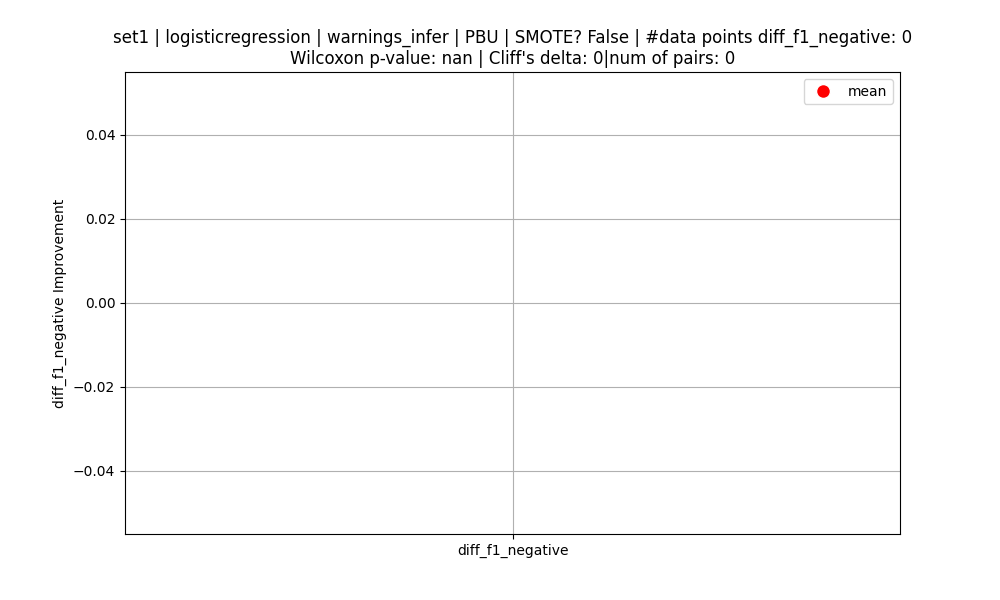 set1 | logisticregression | warnings_infer | PBU | SMOTE? False | #data points diff_f1_negative: 0
Wilcoxon p-value: nan | Cliff's delta: 0|num of pairs: 0
mean
0.04
0.02
0.00
−0.02
−0.04
diff_f1_negative Improvement
diff_f1_negative